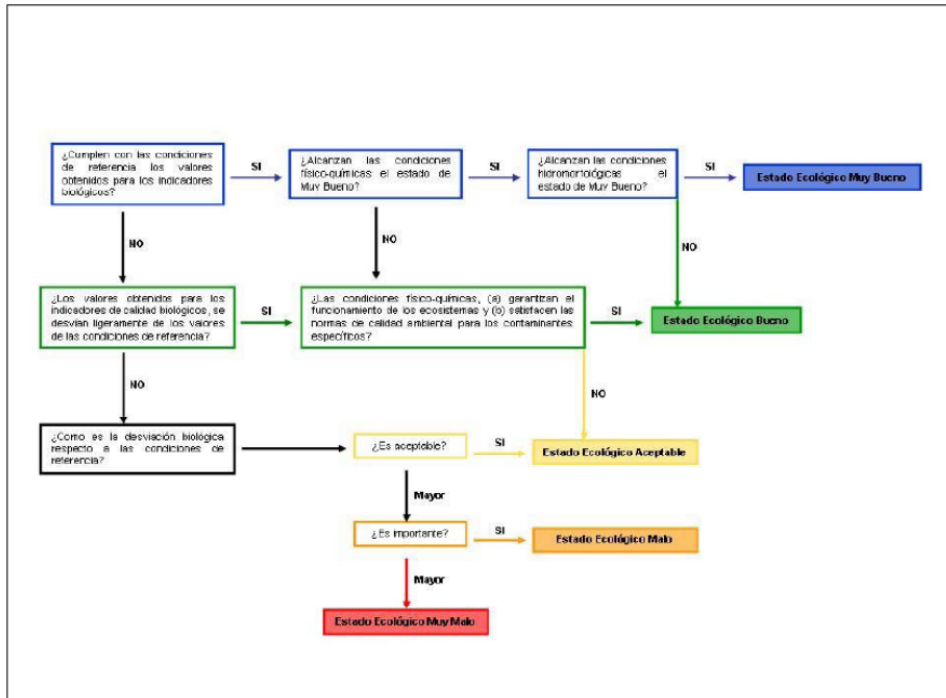 ¿Cumplen con las condiciones
de referencia los valores
obtenidos para los indicadores
biológicos?
SI
¿Alcanzan las condiciones
físico-químicas el estado de
Muy Bueno?
SI
¿Alcanzan las condiciones
hidromorfológicas el
estado de Muy Bueno?
SI
Estado Ecológico Muy Bueno
NO
NO
NO
¿Los valores obtenidos para los
indicadores de calidad biológicos, se
desvían ligeramente de los valores
de las condiciones de referencia?
SI
¿Las condiciones físico-químicas, (a) garantizan el
funcionamiento de los ecosistemas y (b) satisfacen las
normas de calidad ambiental para los contaminantes
específicos?
SI
Estado Ecológico Bueno
NO
NO
¿Como es la desviación biológica
respecto a las condiciones de
referencia?
¿Es aceptable?
SI
Estado Ecológico Aceptable
Mayor
¿Es importante?
SI
Estado Ecológico Malo
Mayor
Estado Ecológico Muy Malo